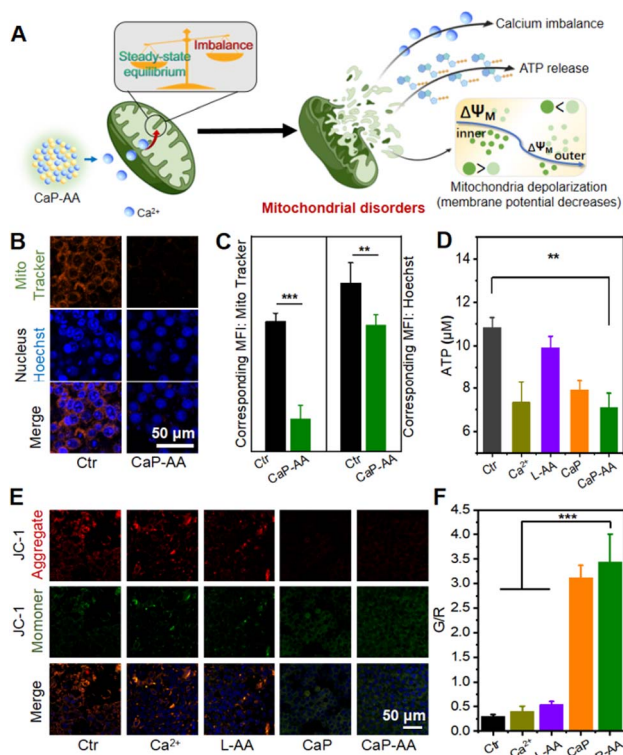 A
Steady-state
equilibrium
Imbalance
CaP-AA
Ca²⁺
Mitochondrial disorders
Calcium imbalance
ATP release
ΔΨM
inner
<
>
ΔΨM
outer
Mitochondria depolarization
(membrane potential decreases)
B
Mito
Tracker
Nucleus
Hoechst
Merge
50 μm
Ctr
CaP-AA
C
Corresponding MFI: Mito Tracker
***
**
Corresponding MFI: Hoechst
Ctr
CaP-AA
Ctr
CaP-AA
D
ATP (μM)
12
11
10
8
6
**
Ctr
Ca²⁺
L-AA
CaP
CaP-AA
E
JC-1
Aggregate
JC-1
Momoner
Merge
50 μm
Ctr
Ca²⁺
L-AA
CaP
CaP-AA
F
G/R
4.0
3.5
3.0
2.5
2.0
1.5
1.0
0.5
0.0
***
Ctr
Ca²⁺
L-AA
CaP